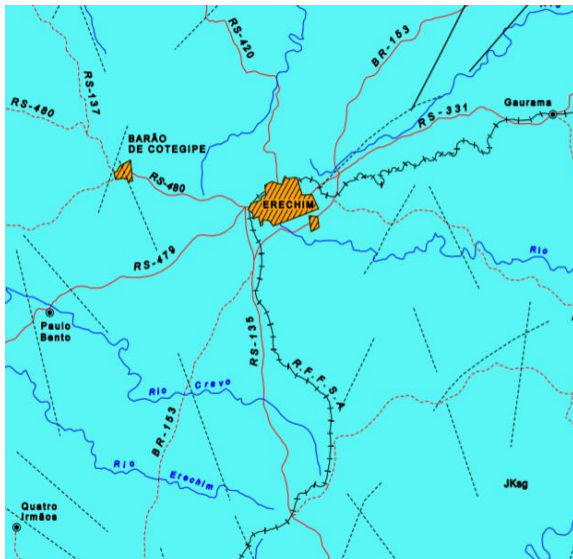 RS-420
BR-153
Rio
RS-137
RS-480
RS-331
Gaurama
BARÃO
DE COTEGIPE
RS-480
ERECHIM
RS-479
Rio
Paulo
Bento
RS-135
R.F.F.S.A
Rio Cravo
BR-153
Rio Erechim
JKsg
Quatro
Irmãos